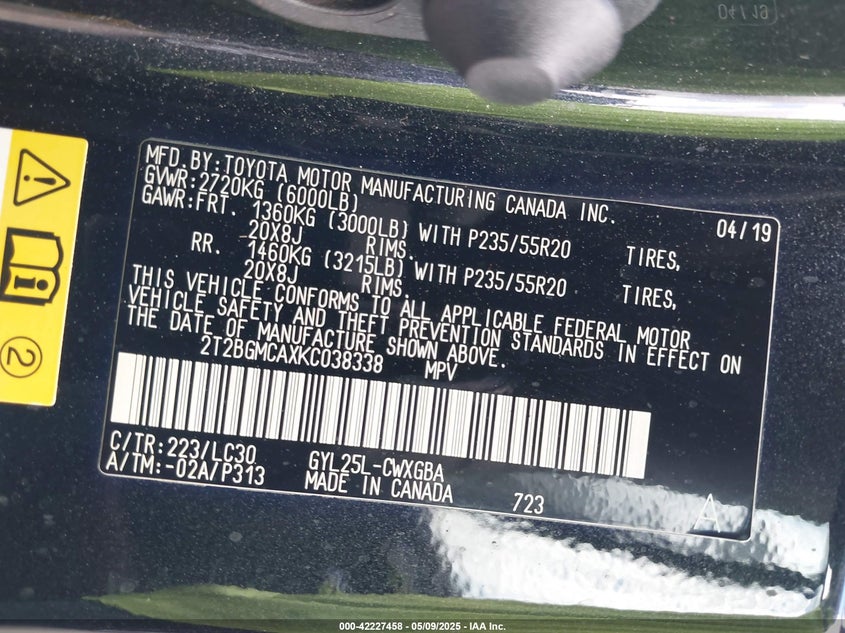 04/19
MFD.BY:TOYOTA MOTOR MANUFACTURING CANADA INC. 04/19
GVWR:2720KG (6000LB)
GAWR:FRT. 1360KG (3000LB) WITH P235/55R20 TIRES,
20X8J RIMS.
RR. 1460KG (3215LB) WITH P235/55R20 TIRES,
20X8J RIMS.
THIS VEHICLE CONFORMS TO ALL APPLICABLE FEDERAL MOTOR
VEHICLE SAFETY AND THEFT PREVENTION STANDARDS IN EFFECT ON
THE DATE OF MANUFACTURE SHOWN ABOVE.
2T2BGMCAXKC038338 MPV
C/TR:223/LC30 GYL25L-CWXGBA
A/TM:-02A/P313 MADE IN CANADA 723
A
2
000-42227458 - 05/09/2025 - IAA Inc.